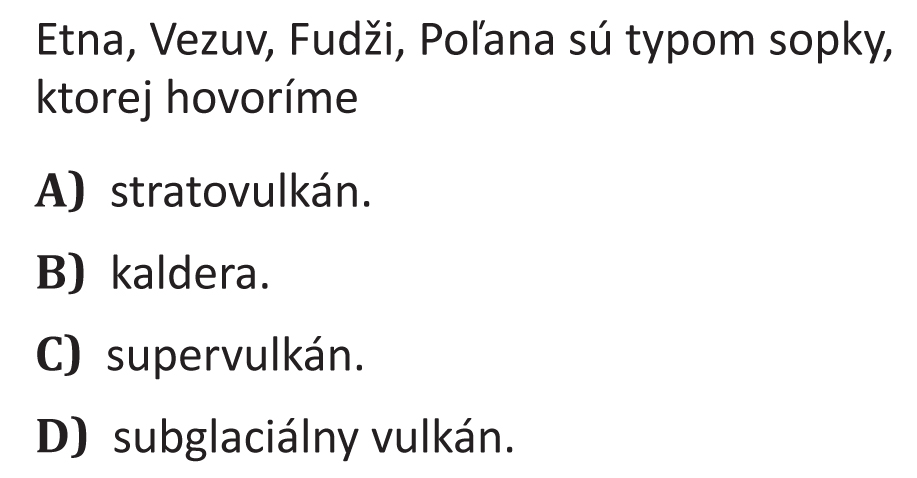 Etna, Vezuv, Fudži, Poľana sú typom sopky,
ktorej hovoríme
A) stratovulkán.
B) kaldera.
C) supervulkán.
D) subglaciálny vulkán.